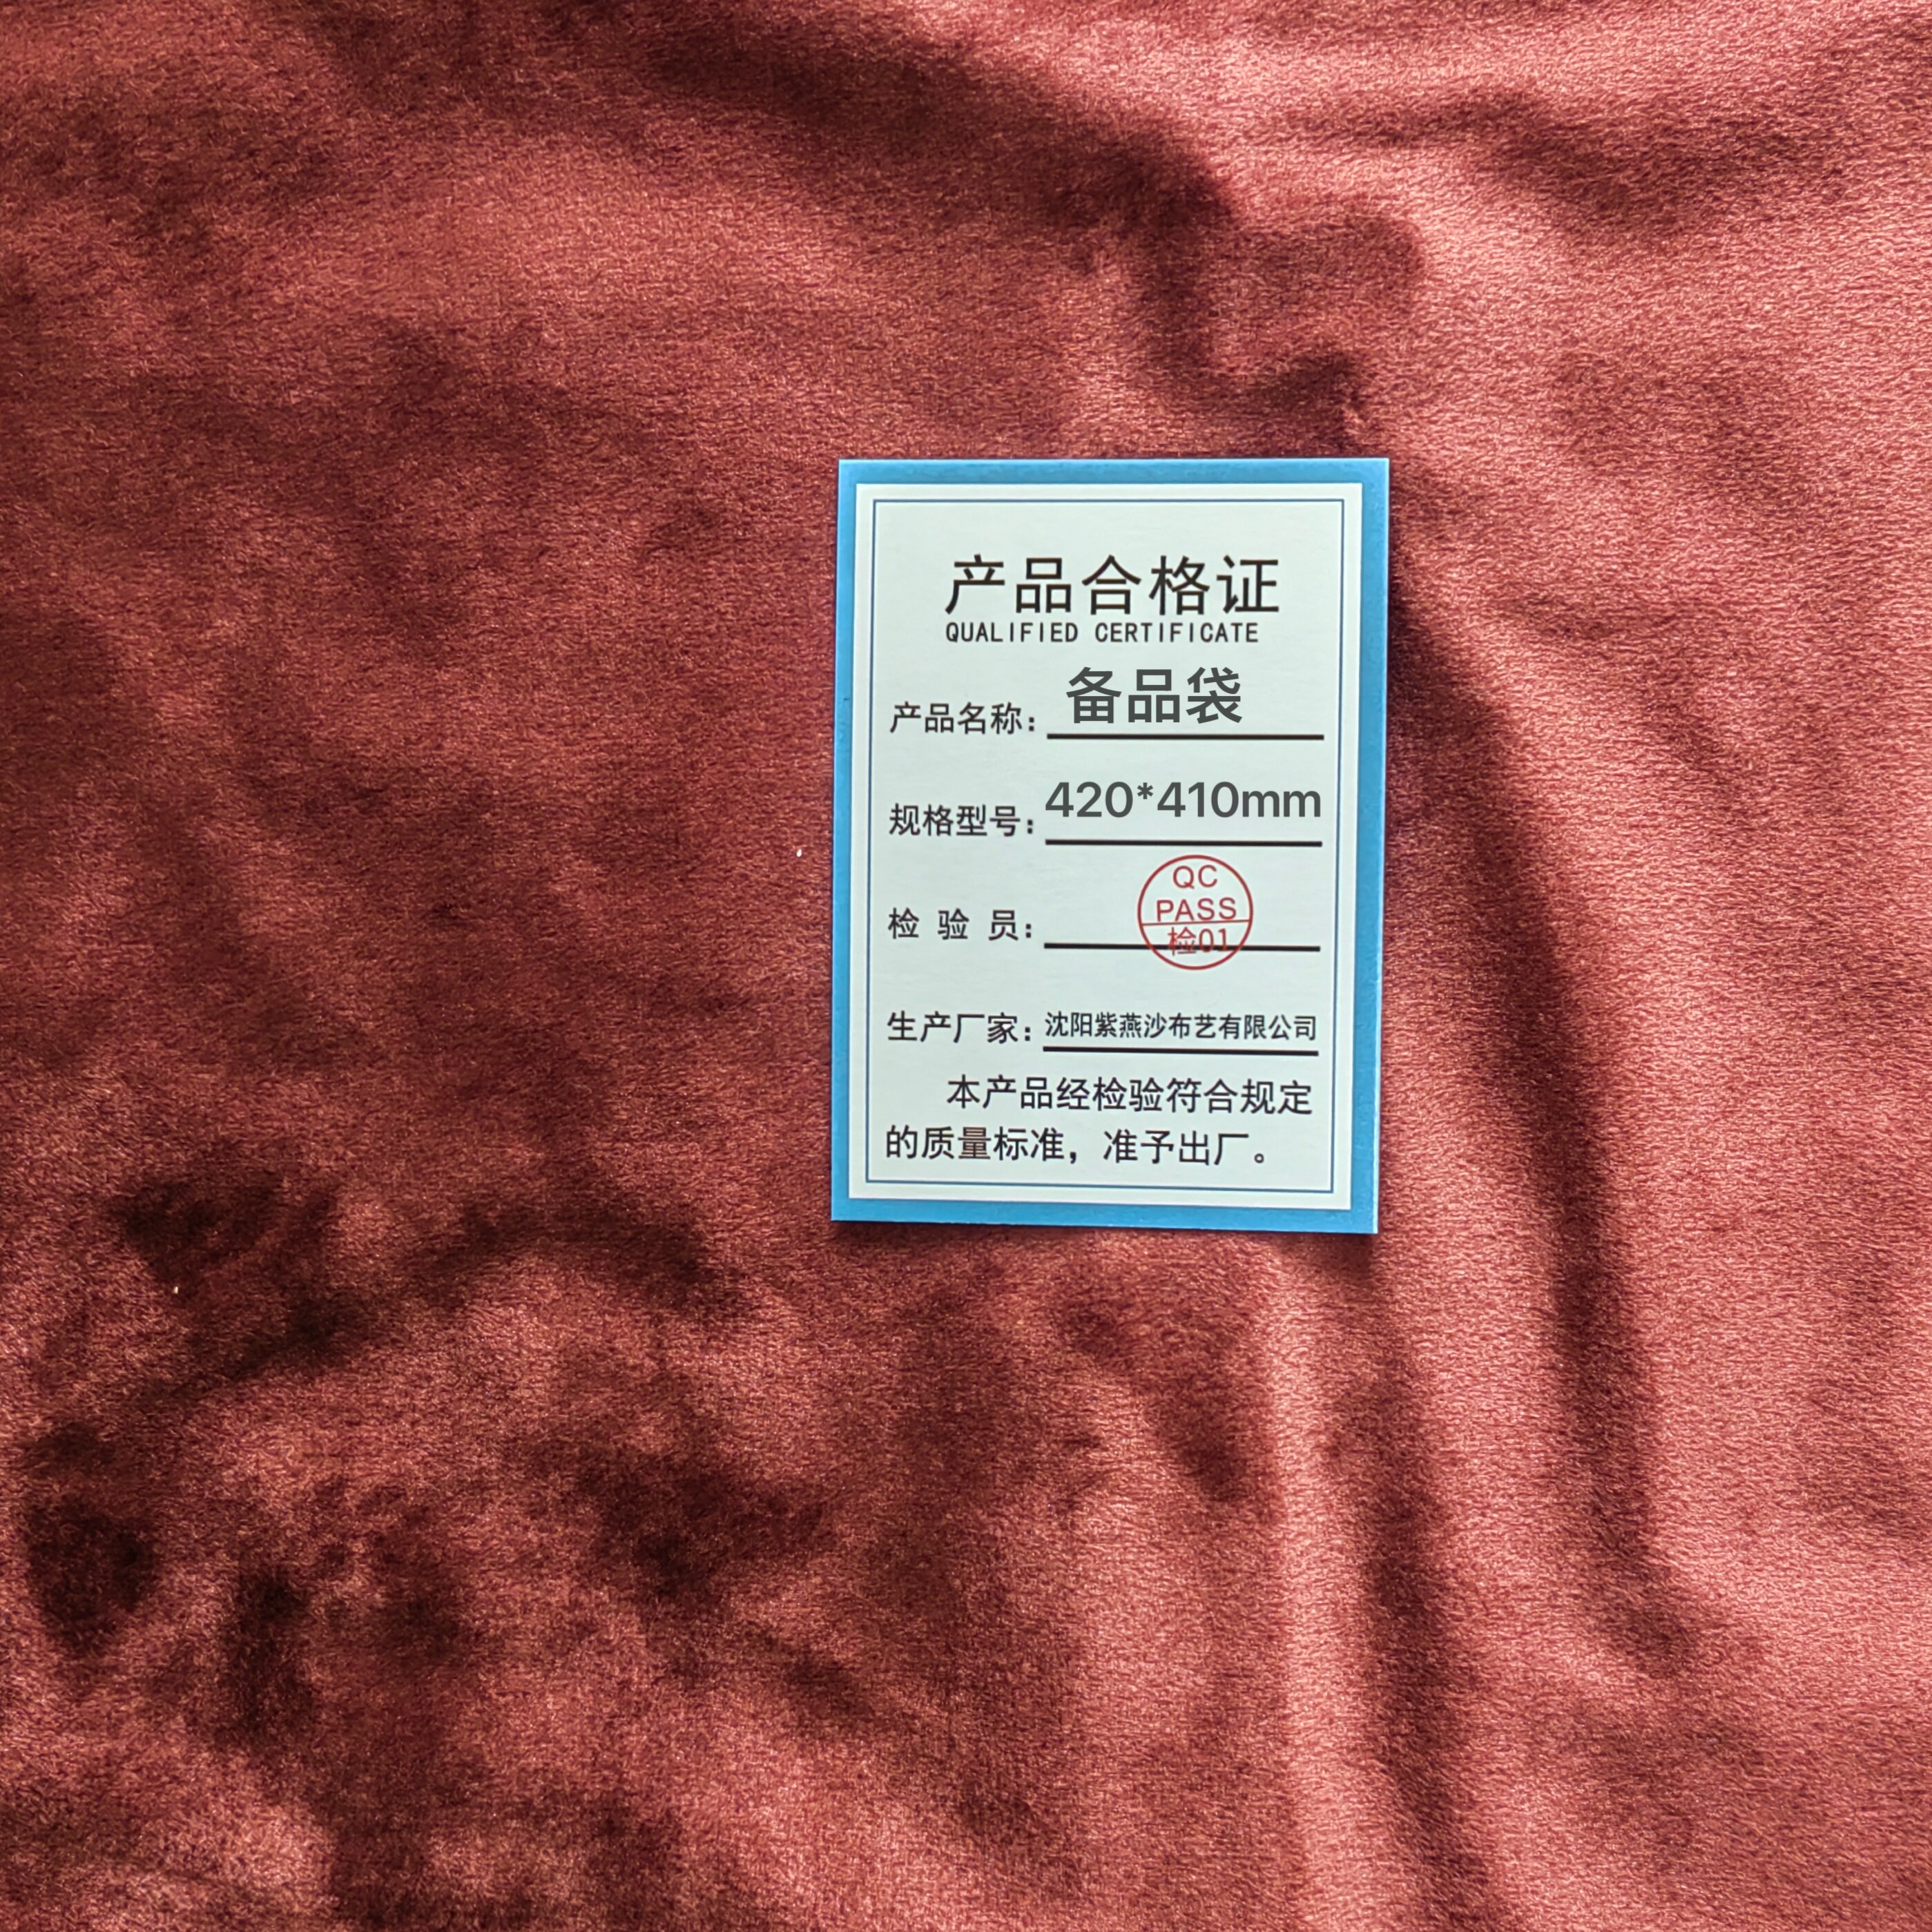 产品合格证
QUALIFIED CERTIFICATE
产品名称: 备品袋
规格型号: 420*410mm
QC
PASS
检 验 员: 检01
生产厂家: 沈阳紫燕沙布艺有限公司
本产品经检验符合规定
的质量标准，准予出厂。